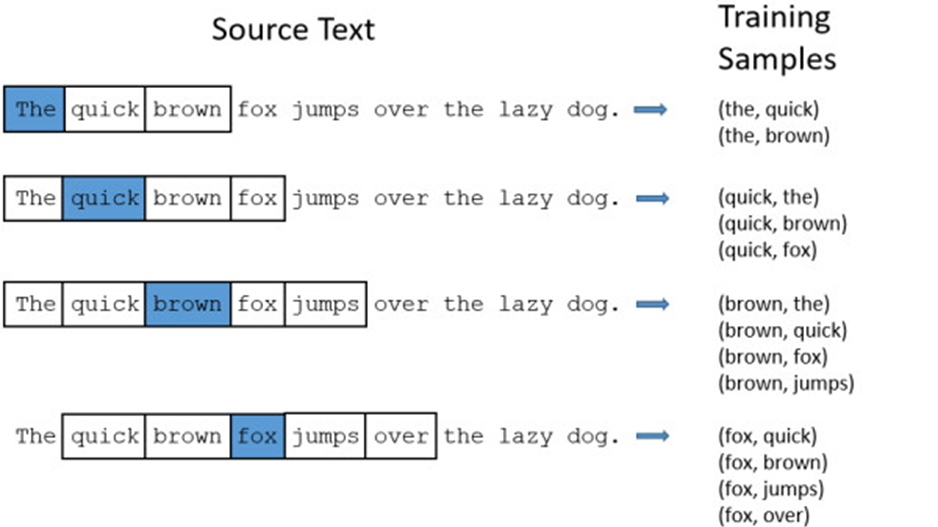 Source Text
Training
Samples
The quick brown fox jumps over the lazy dog.
(the, quick)
(the, brown)
The quick brown fox jumps over the lazy dog.
(quick, the)
(quick, brown)
(quick, fox)
The quick brown fox jumps over the lazy dog.
(brown, the)
(brown, quick)
(brown, fox)
(brown, jumps)
The quick brown fox jumps over the lazy dog.
(fox, quick)
(fox, brown)
(fox, jumps)
(fox, over)